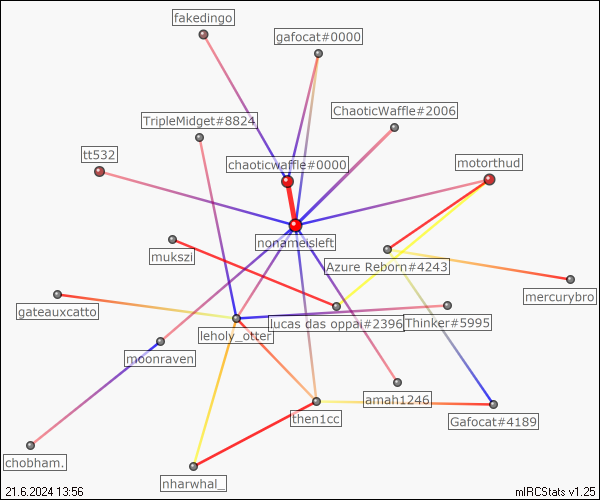 fakedingo
gafocat#0000
ChaoticWaffle#2006
TripleMidget#8824
tt532
chaoticwaffle#0000
motorthud
nonameisleft
mukszi
Azure Reborn#4243
mercurybro
gateauxcatto
leholy_otter
lucas das oppai#2396
Thinker#5995
moonraven
amah1246
then1cc
Gafocat#4189
chobham.
nharwhal_
21.6.2024 13:56
mIRCStats v1.25